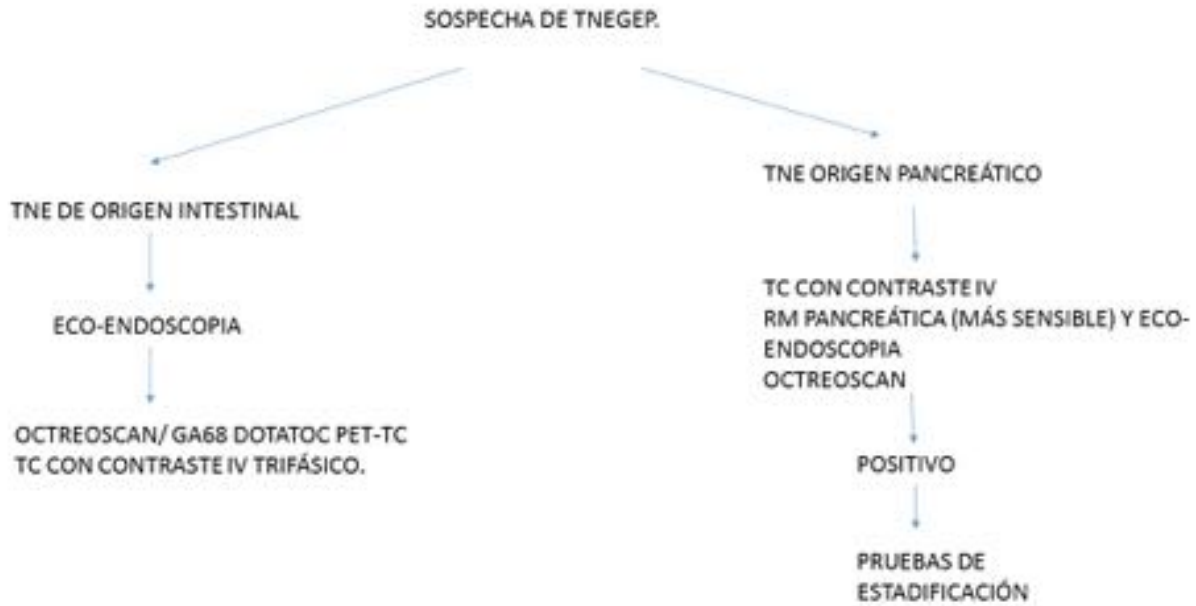 SOSPECHA DE TNEGEP.
TNE DE ORIGEN INTESTINAL
ECO-ENDOSCOPIA
OCTREOSCAN/ GA68 DOTATOC PET-TC
TC CON CONTRASTE IV TRIFÁSICO.
TNE ORIGEN PANCREÁTICO
TC CON CONTRASTE IV
RM PANCREÁTICA (MÁS SENSIBLE) Y ECO-
ENDOSCOPIA
OCTREOSCAN
POSITIVO
PRUEBAS DE
ESTADIFICACIÓN